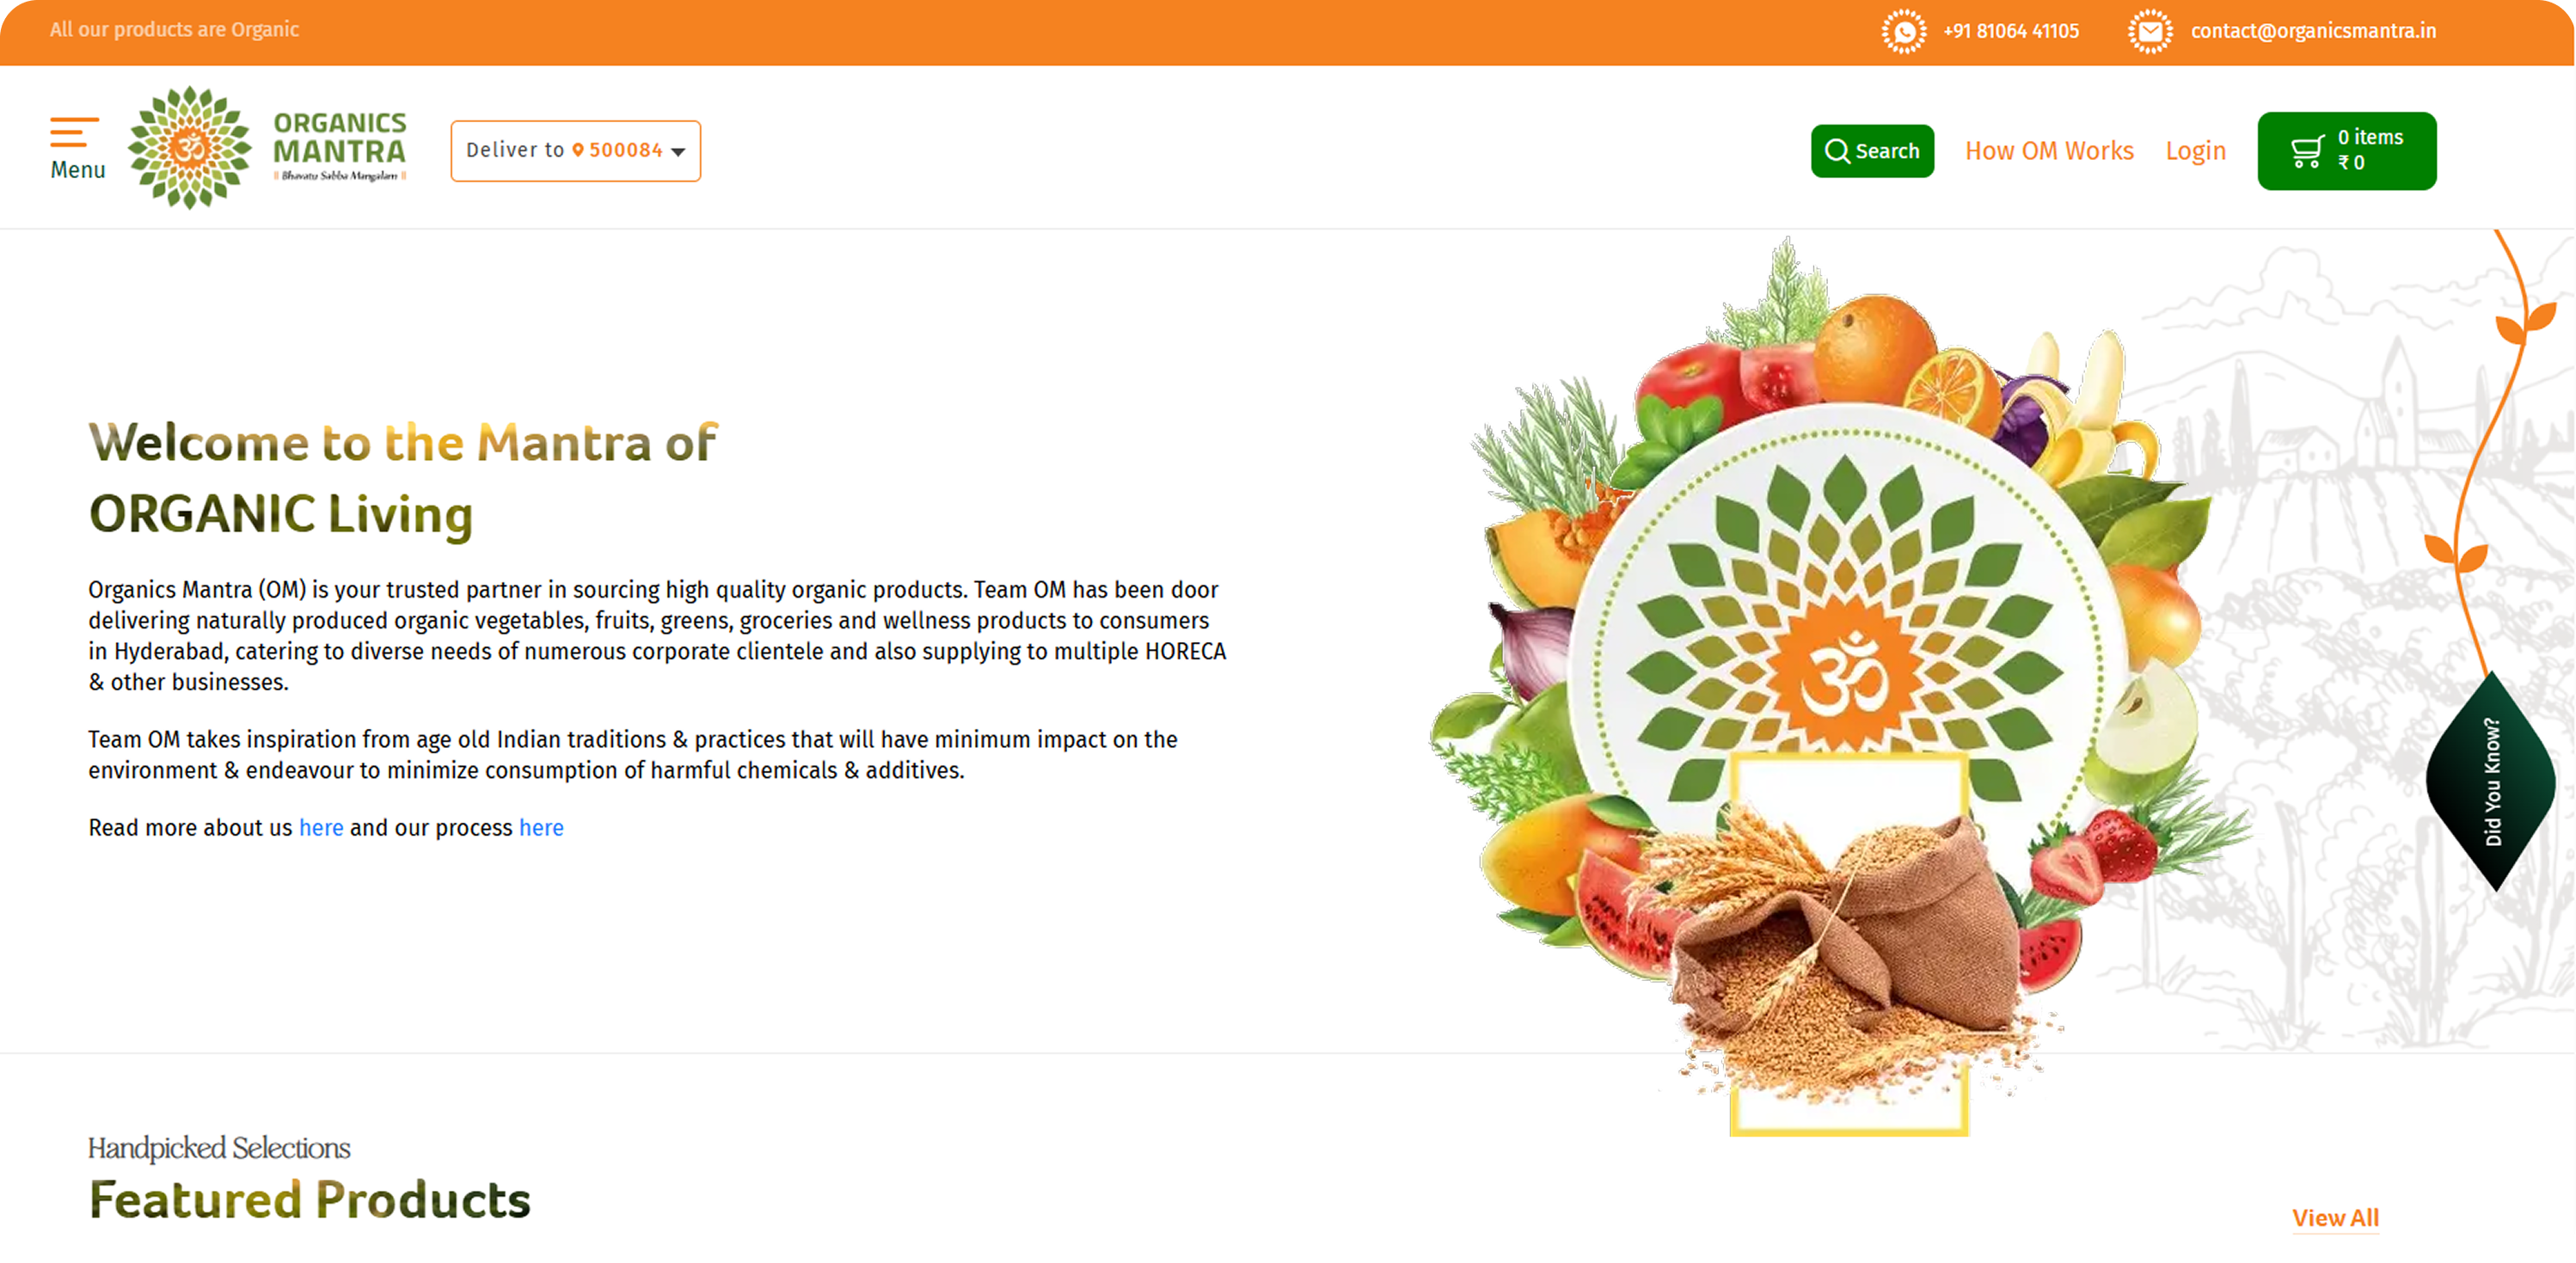 All our products are Organic
+91 81064 41105
contact@organicsmantra.in
Menu
ORGANICS
MANTRA
Bhavatu Sabba Mangalam
Deliver to 500084
Search
How OM Works
Login
0 items
₹ 0
Welcome to the Mantra of
ORGANIC Living
Organics Mantra (OM) is your trusted partner in sourcing high quality organic products. Team OM has been door
delivering naturally produced organic vegetables, fruits, greens, groceries and wellness products to consumers
in Hyderabad, catering to diverse needs of numerous corporate clientele and also supplying to multiple HORECA
& other businesses.
Team OM takes inspiration from age old Indian traditions & practices that will have minimum impact on the
environment & endeavour to minimize consumption of harmful chemicals & additives.
Read more about us here and our process here
ॐ
Did You Know?
Handpicked Selections
Featured Products
View All